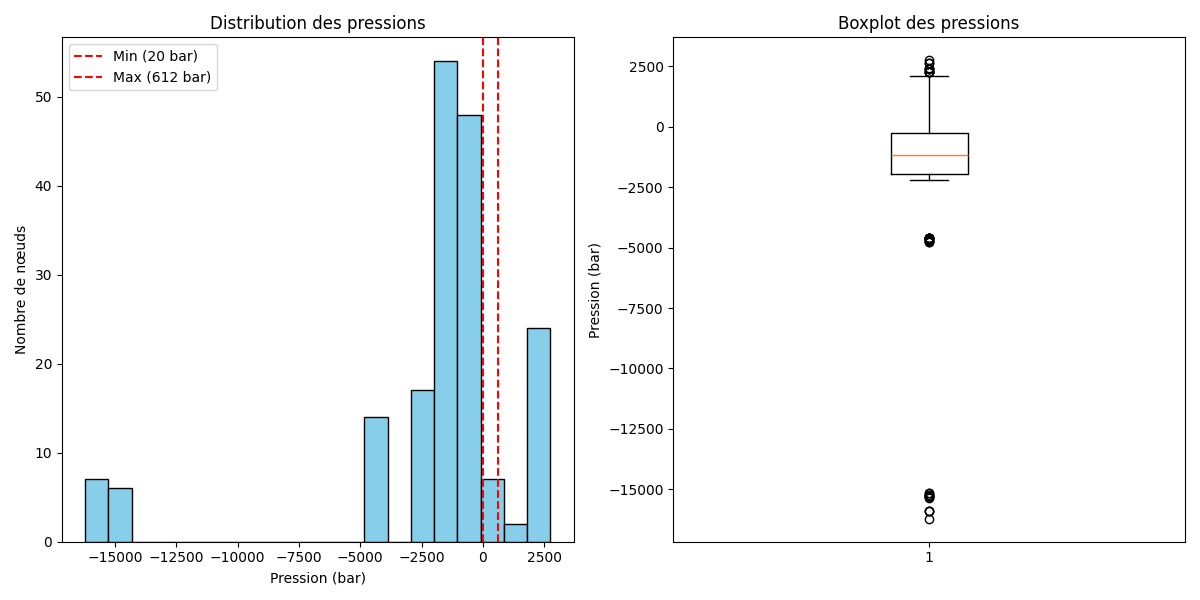 Distribution des pressions
Min (20 bar)
Max (612 bar)
Nombre de nœuds
50
40
30
20
10
0
−15000 −12500 −10000 −7500 −5000 −2500 0 2500
Pression (bar)
Boxplot des pressions
Pression (bar)
2500
0
−2500
−5000
−7500
−10000
−12500
−15000
1